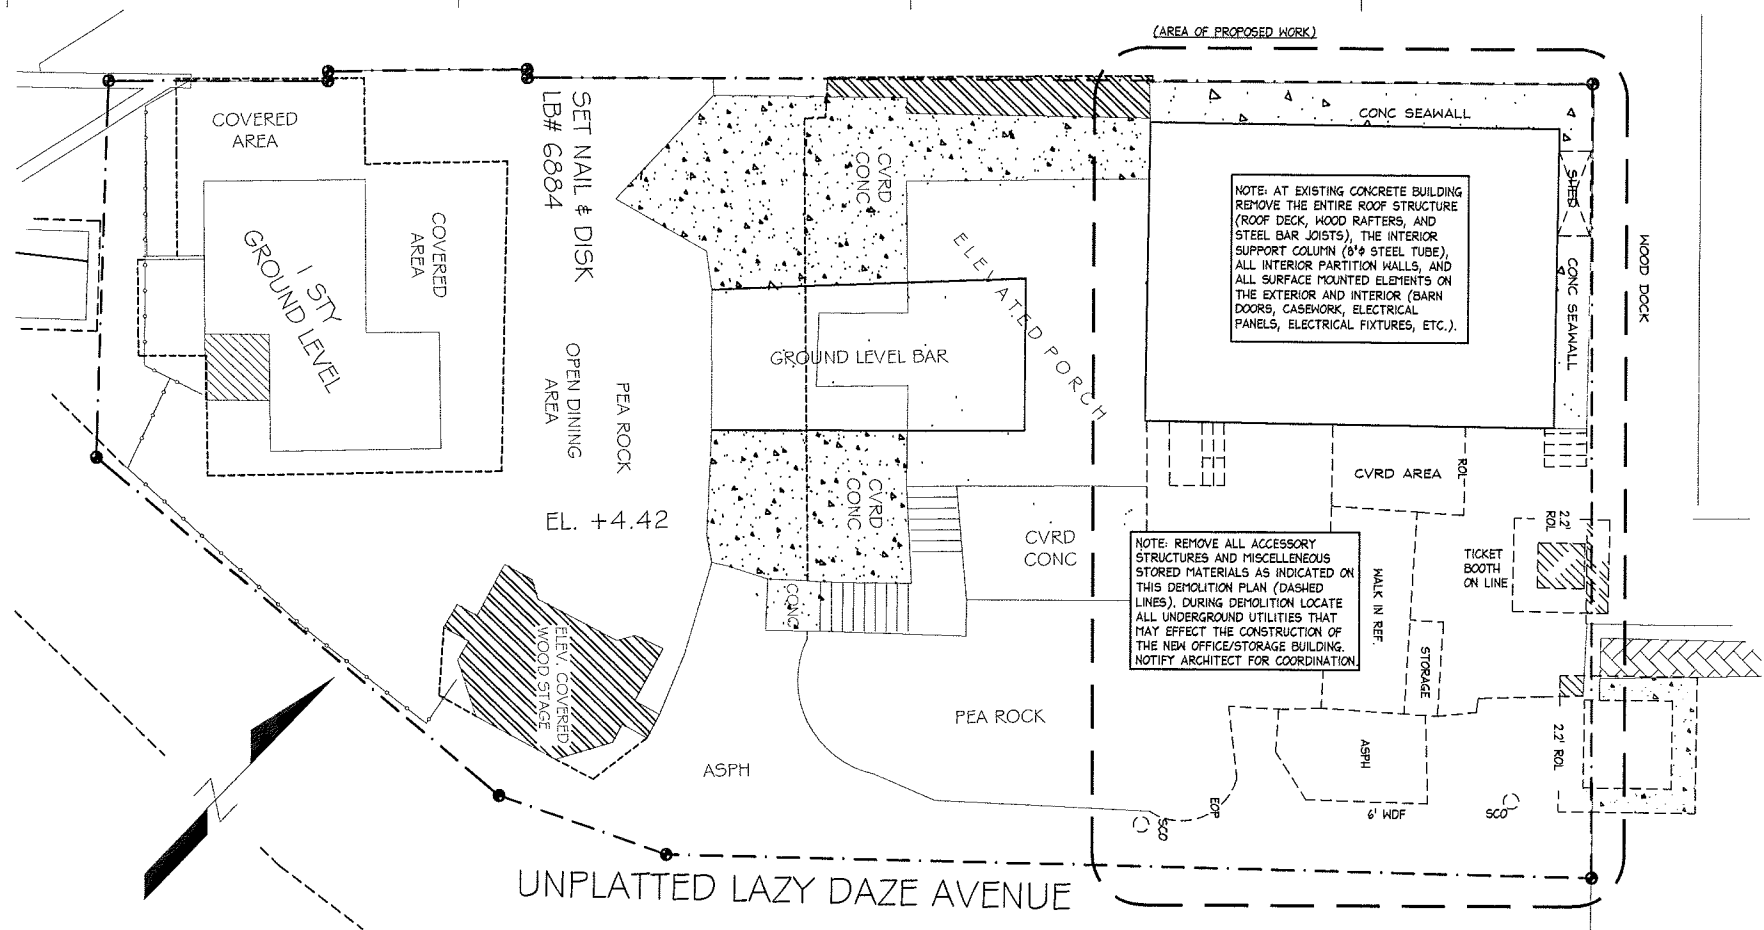 (AREA OF PROPOSED WORK)
COVERED
AREA
SET NAIL & DISK
LB# 6884
CVRD
CONC
CONC SEAWALL
SHED
NOTE: AT EXISTING CONCRETE BUILDING
REMOVE THE ENTIRE ROOF STRUCTURE
(ROOF DECK, WOOD RAFTERS, AND
STEEL BAR JOISTS), THE INTERIOR
SUPPORT COLUMN (8"Φ STEEL TUBE),
ALL INTERIOR PARTITION WALLS, AND
ALL SURFACE MOUNTED ELEMENTS ON
THE EXTERIOR AND INTERIOR (BARN
DOORS, CASEWORK, ELECTRICAL
PANELS, ELECTRICAL FIXTURES, ETC.).
WOOD DOCK
CONC SEAWALL
COVERED
AREA
1 STY
GROUND LEVEL
ELEVATED PORCH
GROUND LEVEL BAR
OPEN DINING
AREA
PEA ROCK
EL. +4.42
CVRD
CONC
CVRD
CONC
CVRD AREA
ROL
2.2'
ROL
TICKET
BOOTH
ON LINE
NOTE: REMOVE ALL ACCESSORY
STRUCTURES AND MISCELLENEOUS
STORED MATERIALS AS INDICATED ON
THIS DEMOLITION PLAN (DASHED
LINES). DURING DEMOLITION LOCATE
ALL UNDERGROUND UTILITIES THAT
MAY EFFECT THE CONSTRUCTION OF
THE NEW OFFICE/STORAGE BUILDING.
NOTIFY ARCHITECT FOR COORDINATION.
WALK IN REF.
STORAGE
CONC
ELEV. COVERED
WOOD STAGE
PEA ROCK
ASPH
ASPH
2.2' ROL
EOP
SCO
6' WDF
SCO
N
UNPLATTED LAZY DAZE AVENUE